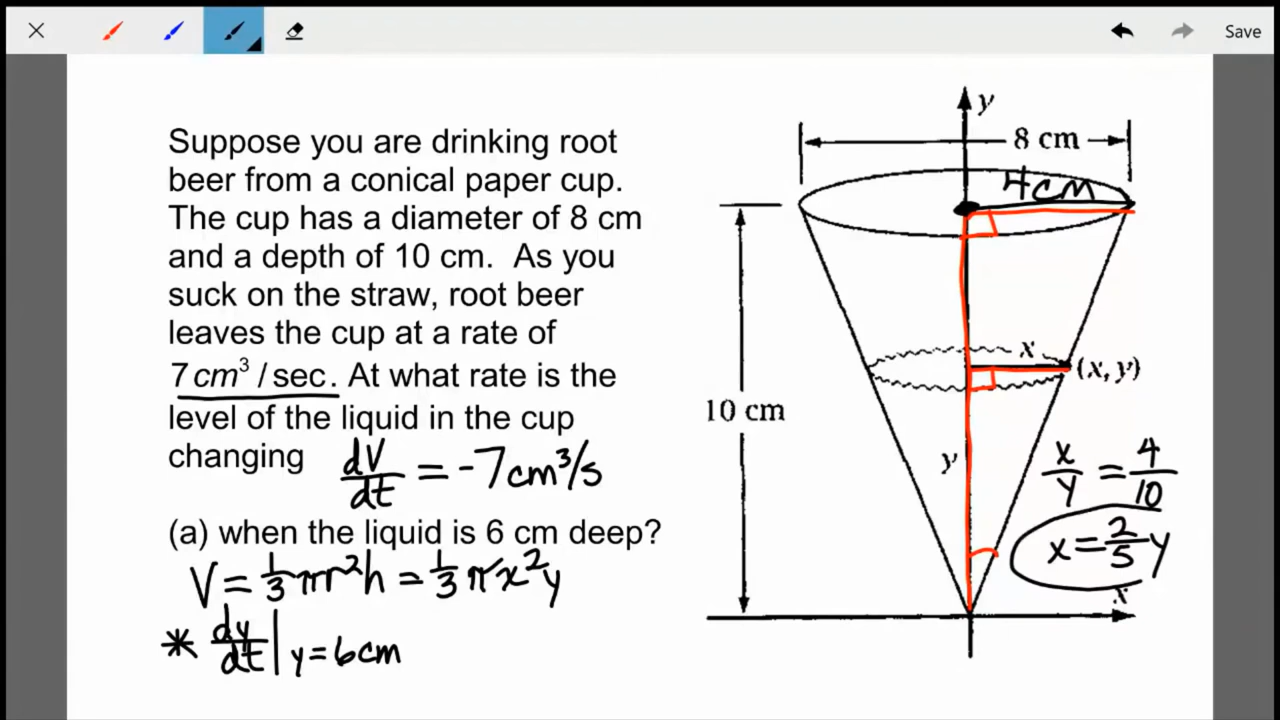 Save
Suppose you are drinking root
beer from a conical paper cup.
The cup has a diameter of 8 cm
and a depth of 10 cm. As you
suck on the straw, root beer
leaves the cup at a rate of
7 cm³ / sec. At what rate is the
level of the liquid in the cup
changing
dV/dt = -7cm³/s
(a) when the liquid is 6 cm deep?
V = 1/3 πr²h = 1/3 πx²y
* dy/dt | y=6cm
y
8 cm
4cm
x
(x, y)
10 cm
y
x/y = 4/10
x = 2/5 y
x